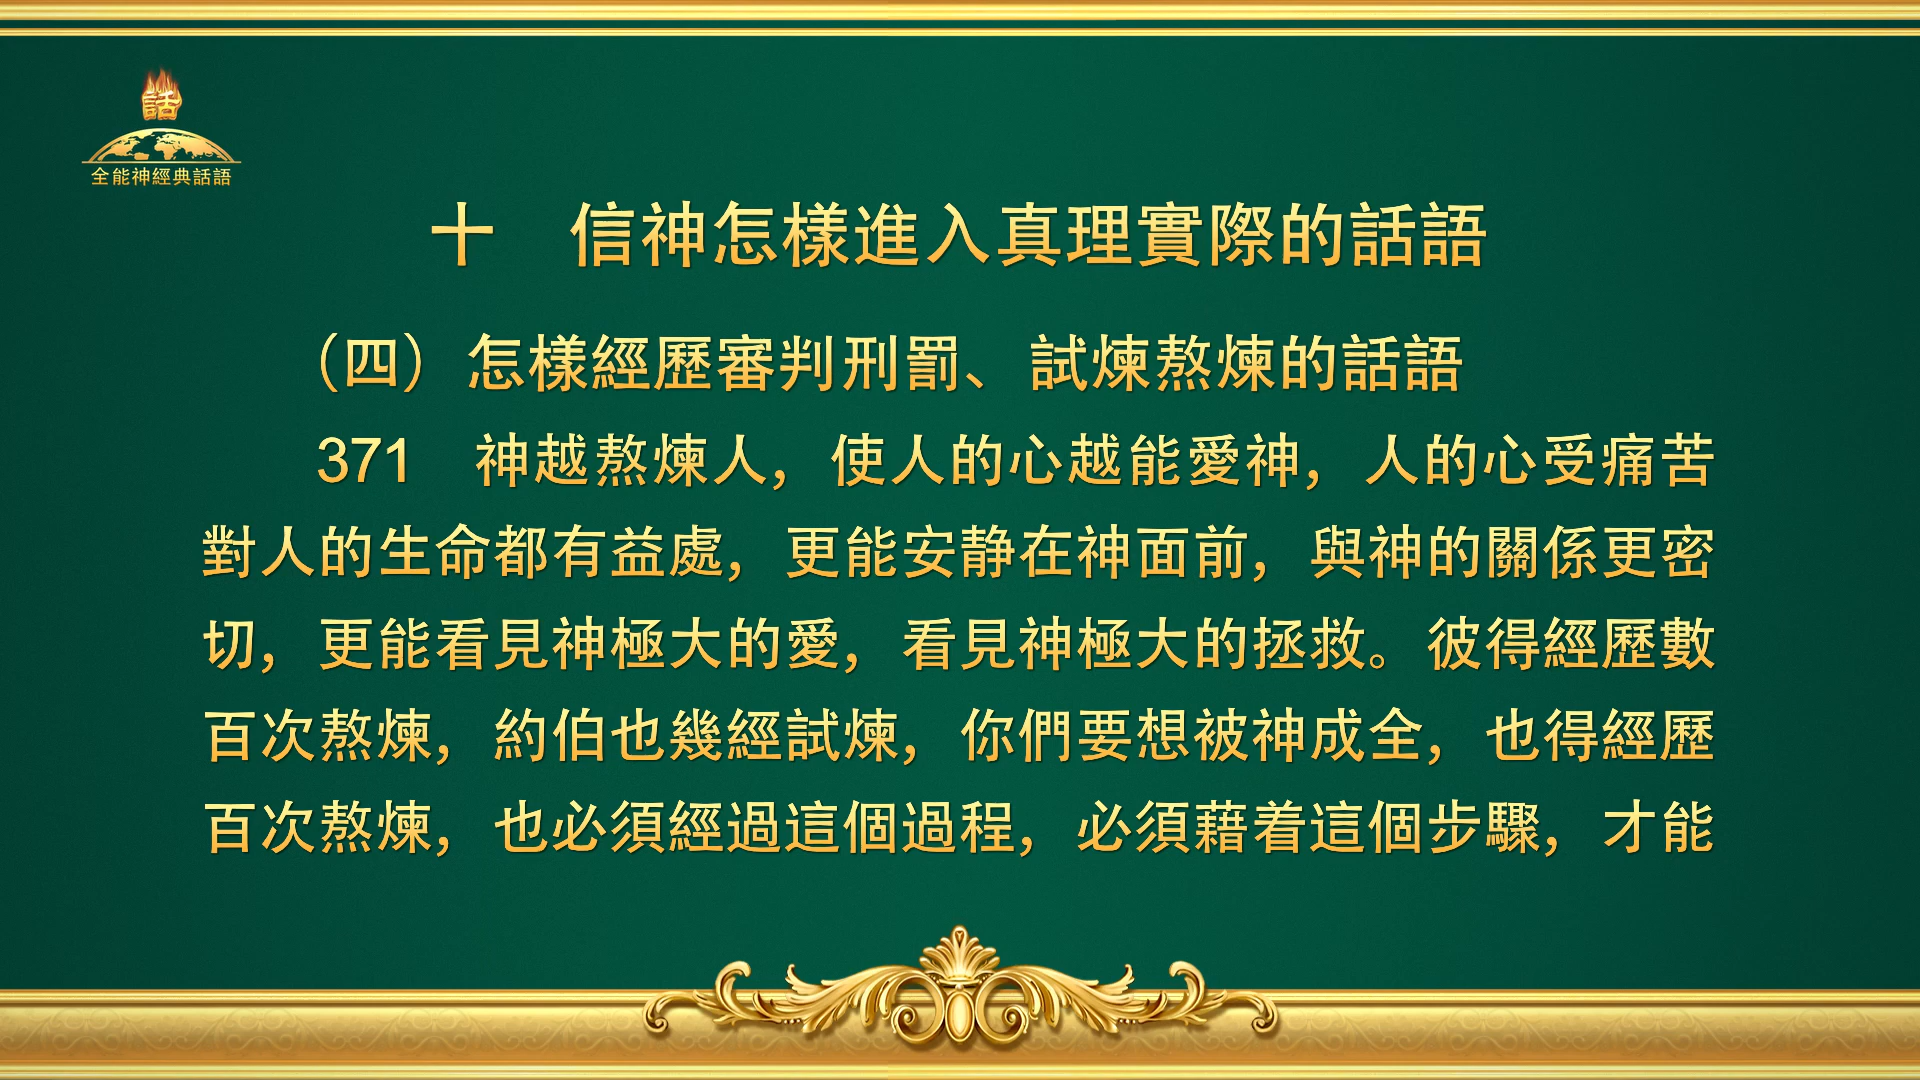 話
全能神經典話語
十　信神怎樣進入真理實際的話語
（四）怎樣經歷審判刑罰、試煉熬煉的話語
371　神越熬煉人，使人的心越能愛神，人的心受痛苦
對人的生命都有益處，更能安静在神面前，與神的關係更密
切，更能看見神極大的愛，看見神極大的拯救。彼得經歷數
百次熬煉，約伯也幾經試煉，你們要想被神成全，也得經歷
百次熬煉，也必須經過這個過程，必須藉着這個步驟，才能